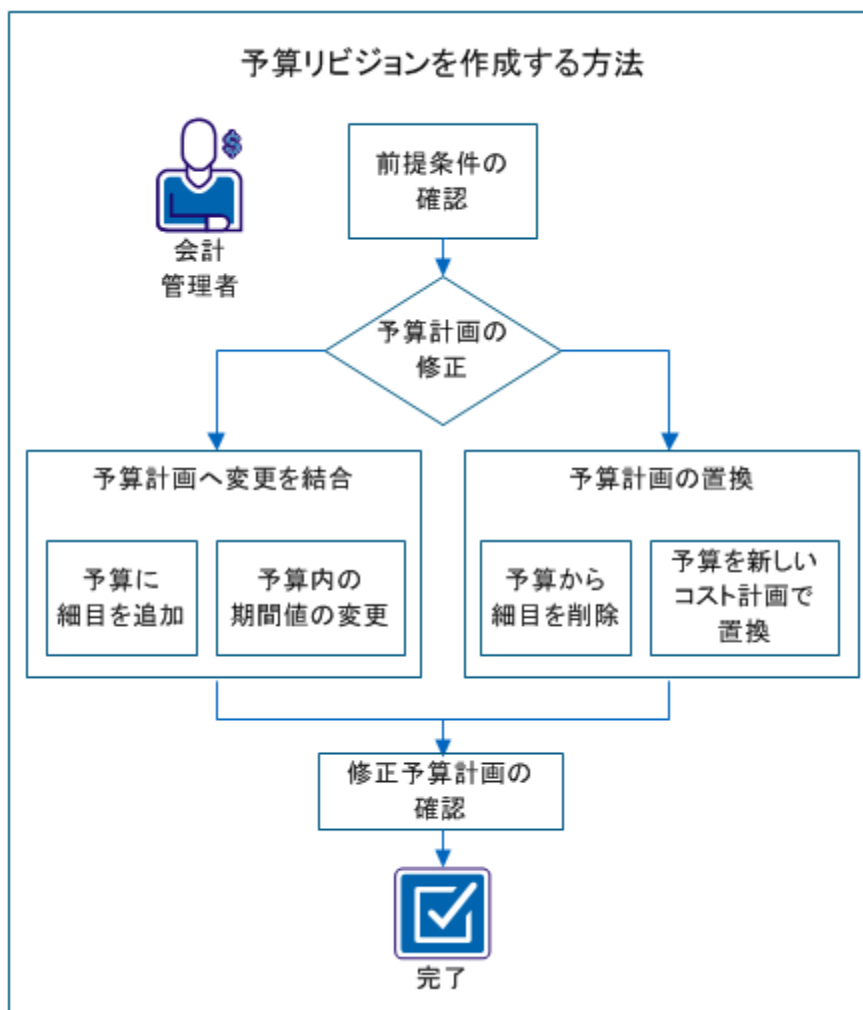 予算リビジョンを作成する方法
会計
管理者
前提条件の
確認
予算計画の
修正
予算計画へ変更を結合
予算に
細目を追加
予算内の
期間値の変更
予算計画の置換
予算から
細目を削除
予算を新しい
コスト計画で
置換
修正予算計画の
確認
完了